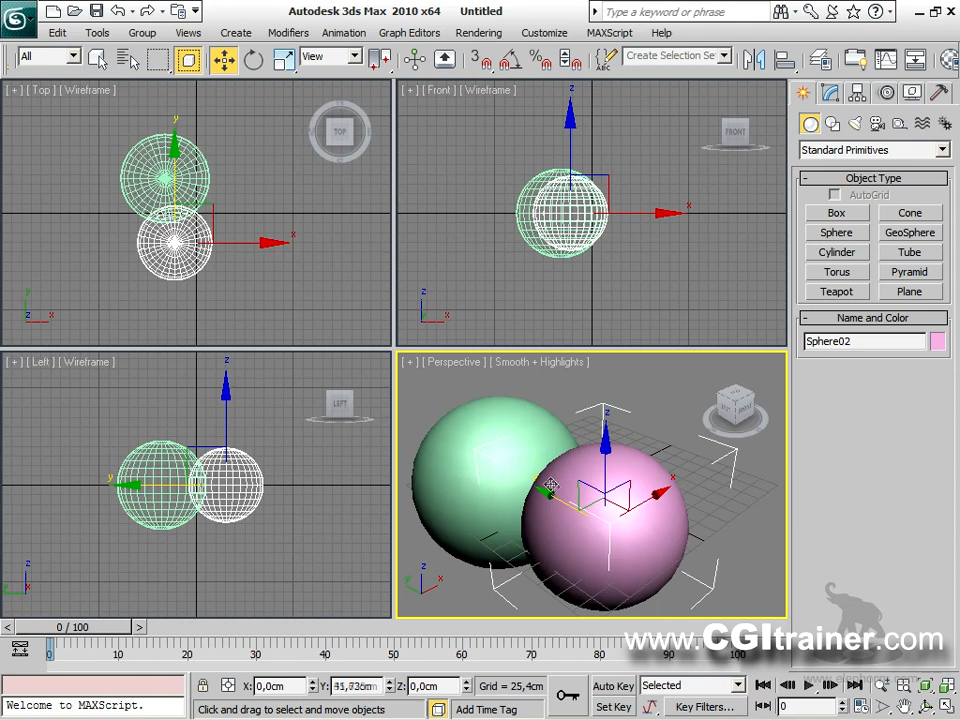 Autodesk 3ds Max 2010 x64 Untitled
Type a keyword or phrase
Edit Tools Group Views Create Modifiers Animation Graph Editors Rendering Customize MAXScript Help
All View 3 Create Selection Se
[ + ] [ Top ] [ Wireframe ]
TOP
y
x
y
z x
[ + ] [ Front ] [ Wireframe ]
FRONT
z
x
z
x
[ + ] [ Left ] [ Wireframe ]
LEFT
z
y
z
[ + ] [ Perspective ] [ Smooth + Highlights ]
z
x
z
y x
Standard Primitives
- Object Type
AutoGrid
Box Cone
Sphere GeoSphere
Cylinder Tube
Torus Pyramid
Teapot Plane
- Name and Color
Sphere02
< 0 / 100 >
0 10 20 30 40 50 60 70 80 90
www.CGItrainer.com
X: 0,0cm Y: Z: 0,0cm Grid = 25,4cm Auto Key Selected
Welcome to MAXScript. Click and drag to select and move objects Add Time Tag Set Key Key Filters... 0